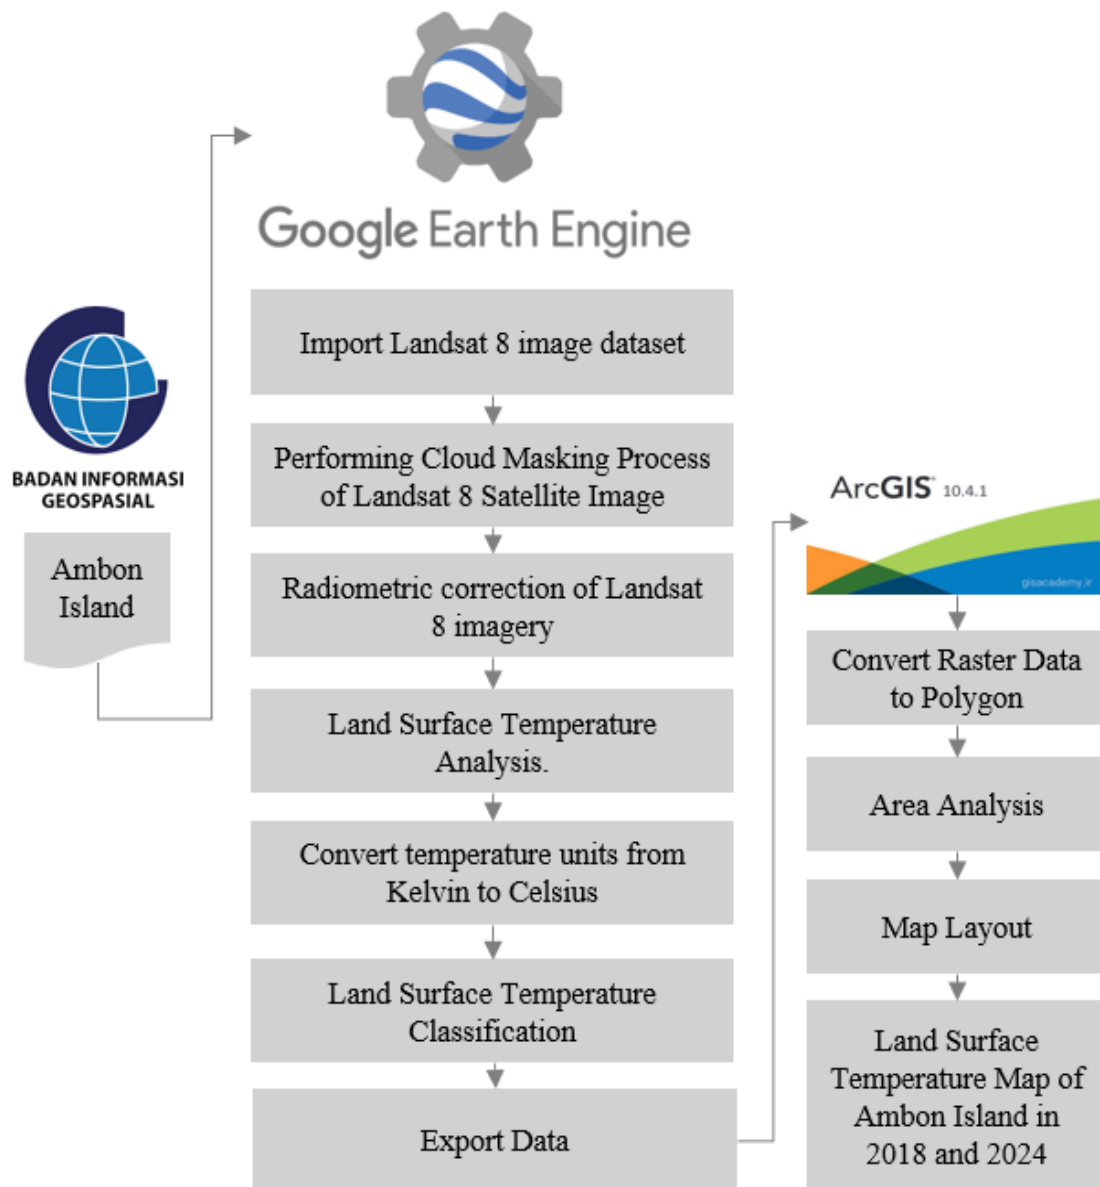 Google Earth Engine
BADAN INFORMASI
GEOSPASIAL
Ambon
Island
Import Landsat 8 image dataset
Performing Cloud Masking Process
of Landsat 8 Satellite Image
Radiometric correction of Landsat
8 imagery
Land Surface Temperature
Analysis.
Convert temperature units from
Kelvin to Celsius
Land Surface Temperature
Classification
Export Data
ArcGIS® 10.4.1
gisacademy.ir
Convert Raster Data
to Polygon
Area Analysis
Map Layout
Land Surface
Temperature Map of
Ambon Island in
2018 and 2024